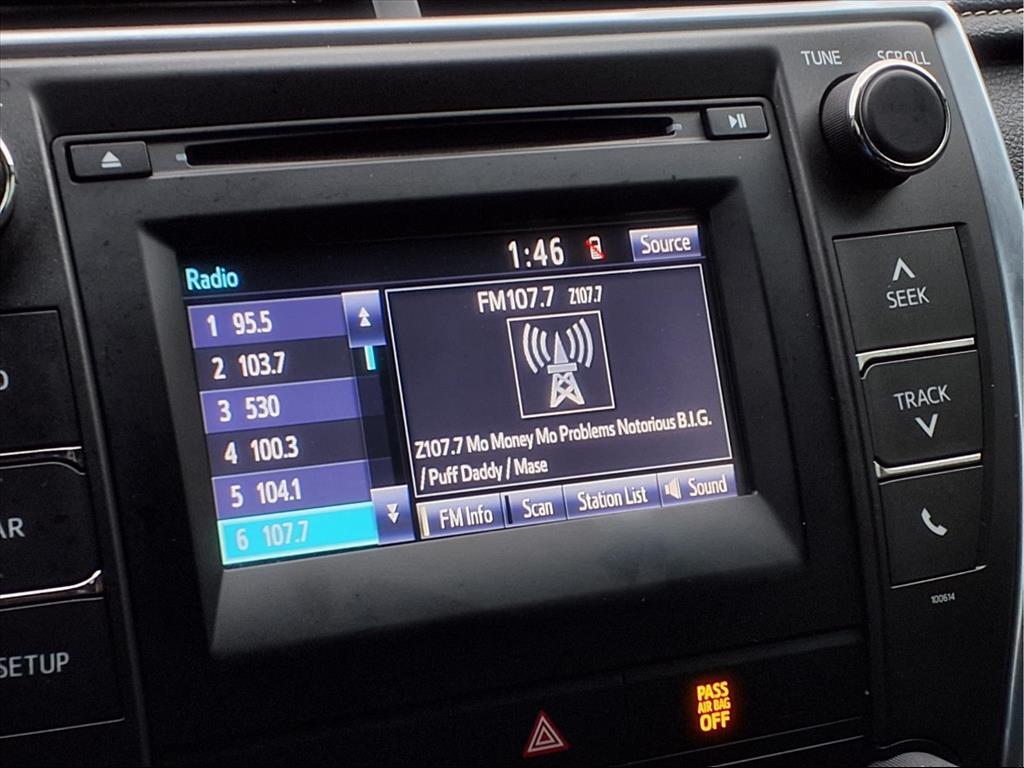 TUNE SCROLL
Radio
1:46
Source
1 95.5
2 103.7
3 530
4 100.3
5 104.1
6 107.7
FM107.7 Z107.7
Z107.7 Mo Money Mo Problems Notorious B.I.G.
/ Puff Daddy / Mase
FM Info
Scan
Station List
Sound
SEEK
TRACK
100614
AR
SETUP
PASS
AIR BAG
OFF